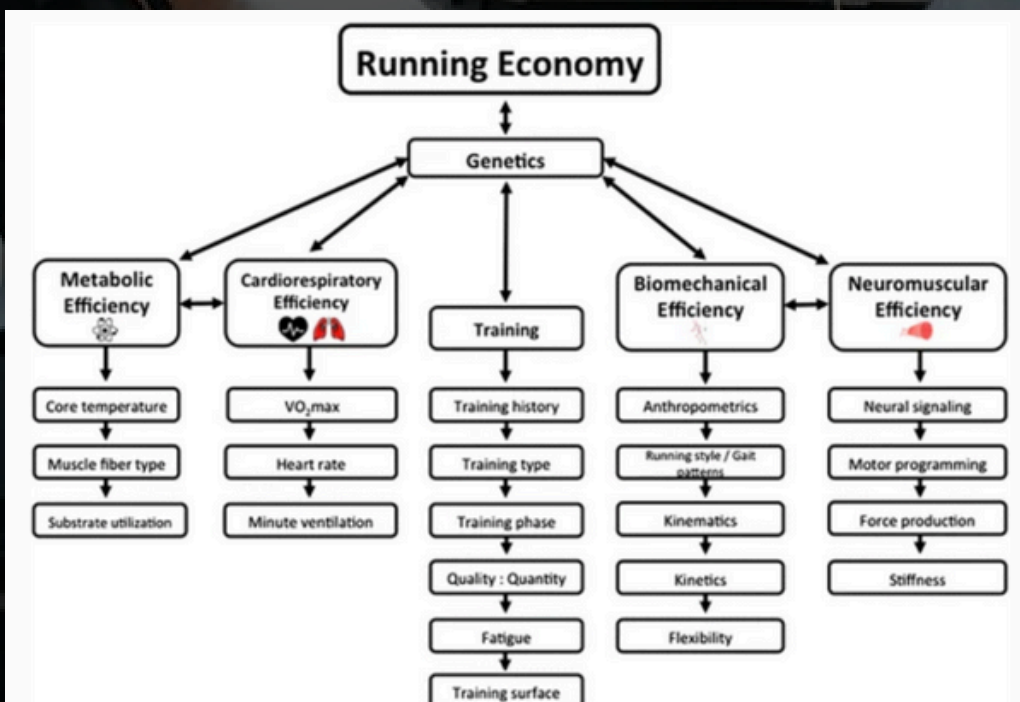 Running Economy
Genetics
Metabolic
Efficiency
Cardiorespiratory
Efficiency
Training
Biomechanical
Efficiency
Neuromuscular
Efficiency
Core temperature
Muscle fiber type
Substrate utilization
VO₂max
Heart rate
Minute ventilation
Training history
Training type
Training phase
Quality : Quantity
Fatigue
Training surface
Anthropometrics
Running style / Gait
patterns
Kinematics
Kinetics
Flexibility
Neural signaling
Motor programming
Force production
Stiffness